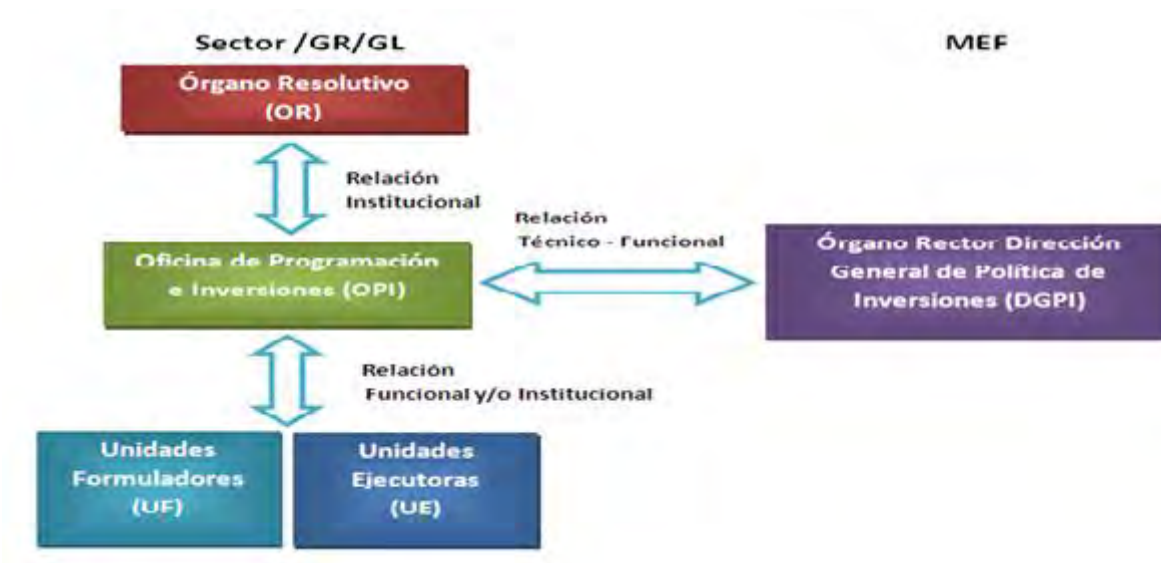 Sector /GR/GL
MEF
Órgano Resolutivo
(OR)
Relación
Institucional
Relación
Técnico - Funcional
Oficina de Programación
e Inversiones (OPI)
Órgano Rector Dirección
General de Política de
Inversiones (DGPI)
Relación
Funcional y/o Institucional
Unidades
Formuladores
(UF)
Unidades
Ejecutoras
(UE)